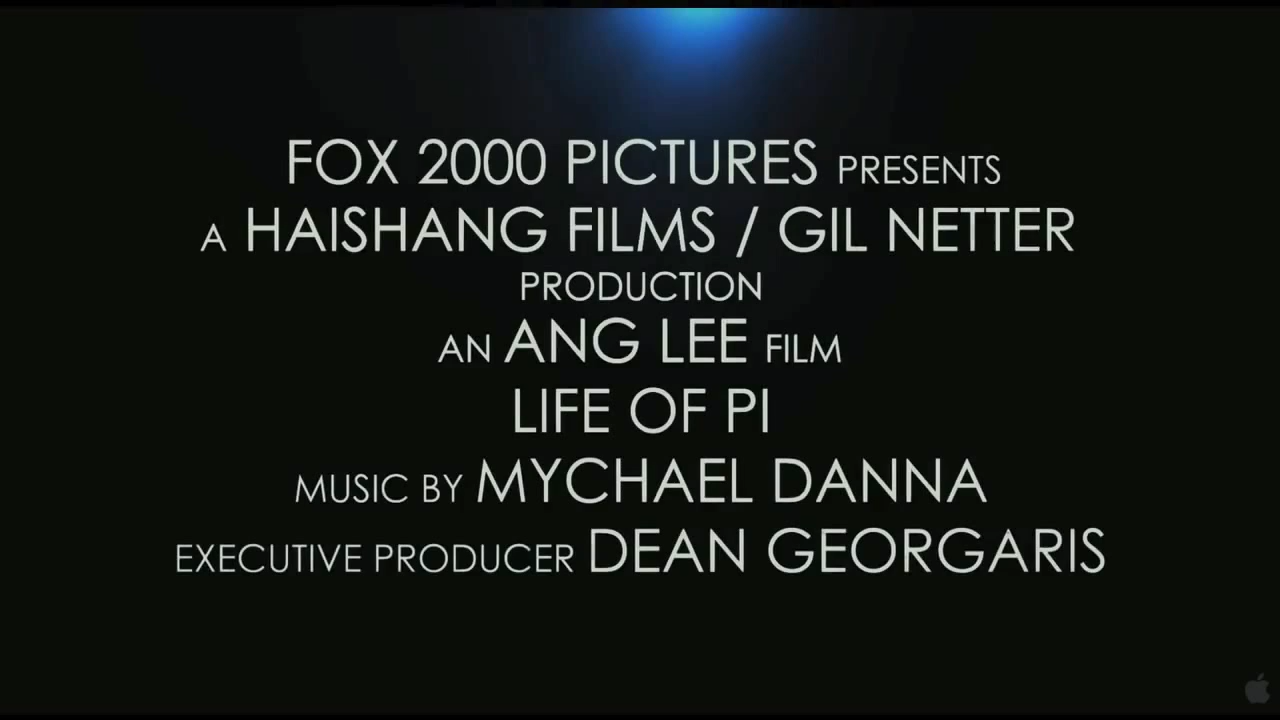 FOX 2000 PICTURES PRESENTS
A HAISHANG FILMS / GIL NETTER
PRODUCTION
AN ANG LEE FILM
LIFE OF PI
MUSIC BY MYCHAEL DANNA
EXECUTIVE PRODUCER DEAN GEORGARIS